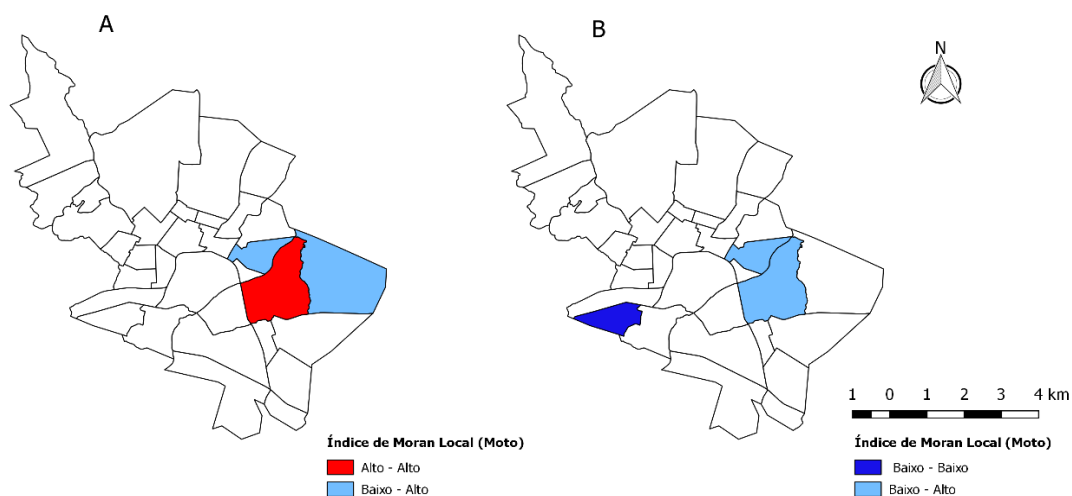 A
B
N
1 0 1 2 3 4 km
Índice de Moran Local (Moto)
Alto - Alto
Baixo - Alto
Índice de Moran Local (Moto)
Baixo - Baixo
Baixo - Alto